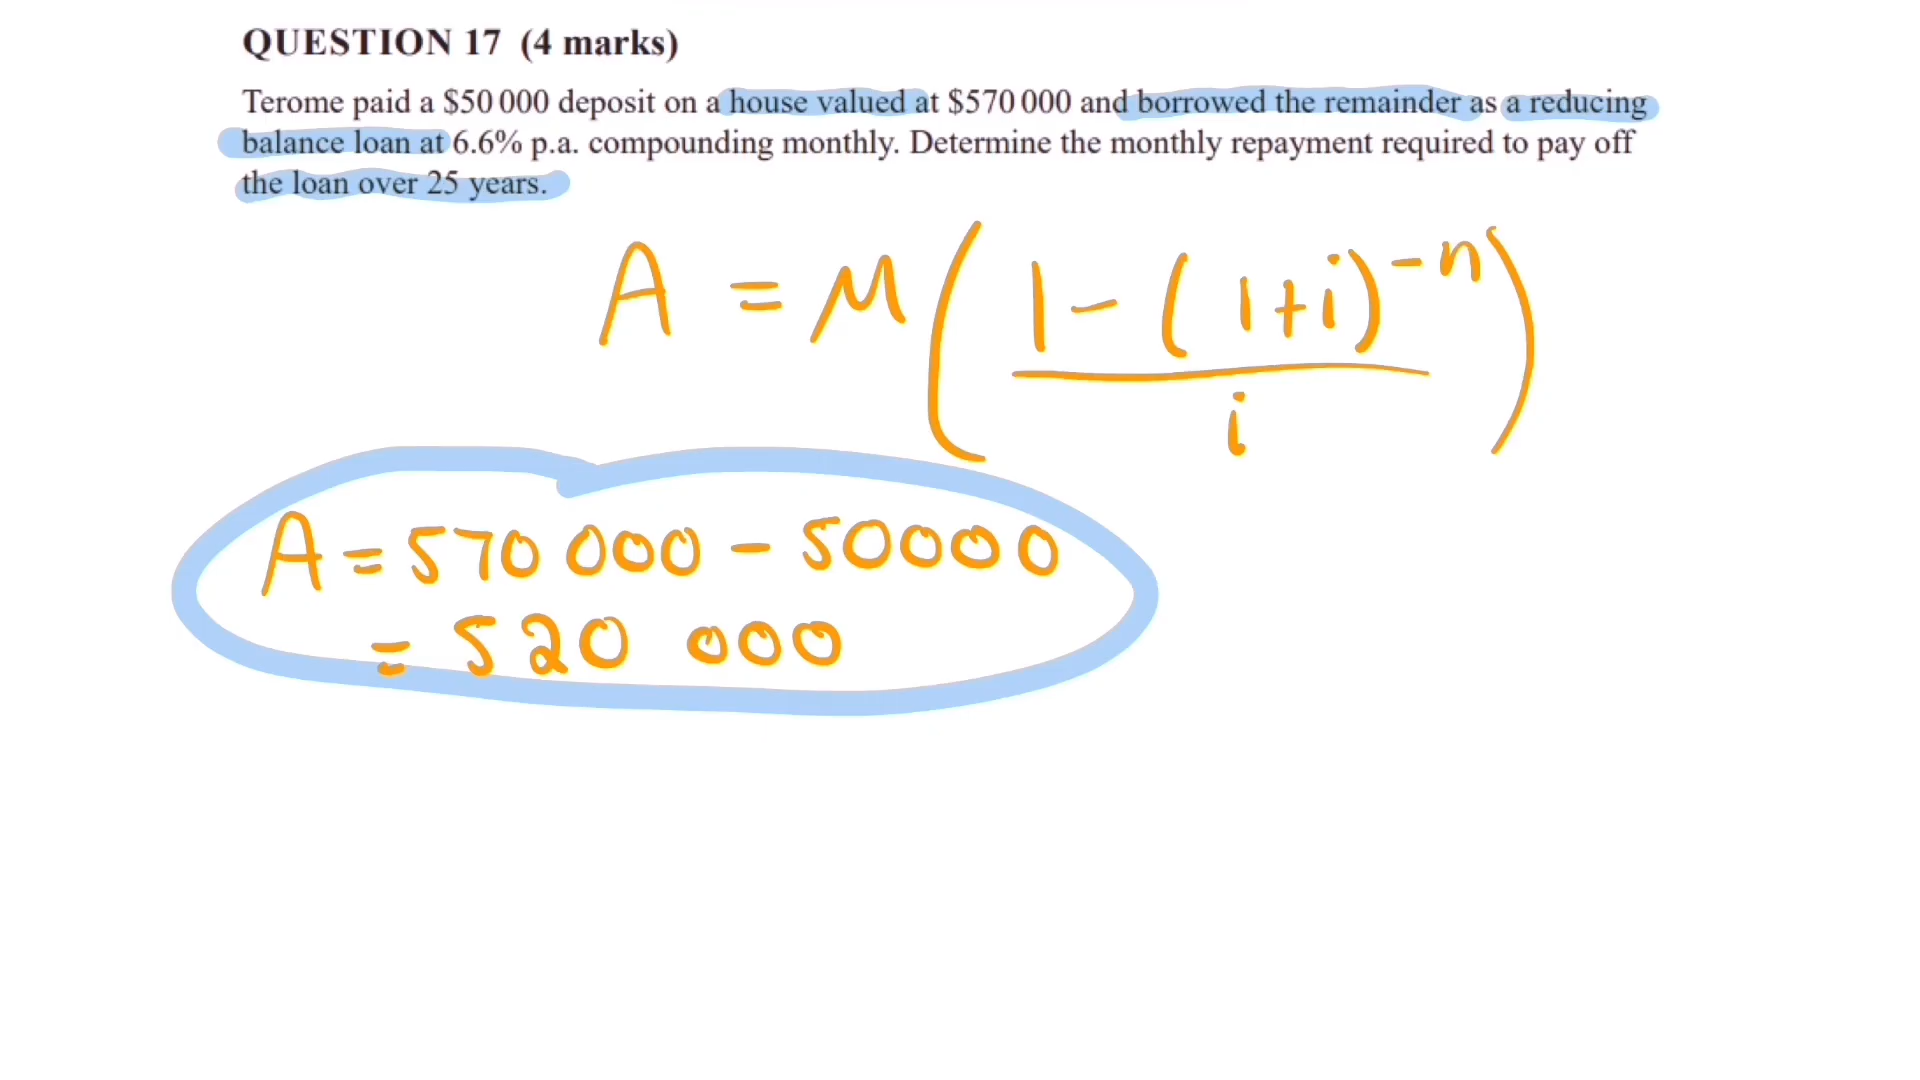 QUESTION 17 (4 marks)
Terome paid a $50 000 deposit on a house valued at $570 000 and borrowed the remainder as a reducing
balance loan at 6.6% p.a. compounding monthly. Determine the monthly repayment required to pay off
the loan over 25 years.
A = M ( 1 - ( 1+i )^-n / i )
A = 570 000 - 50000
= 520 000